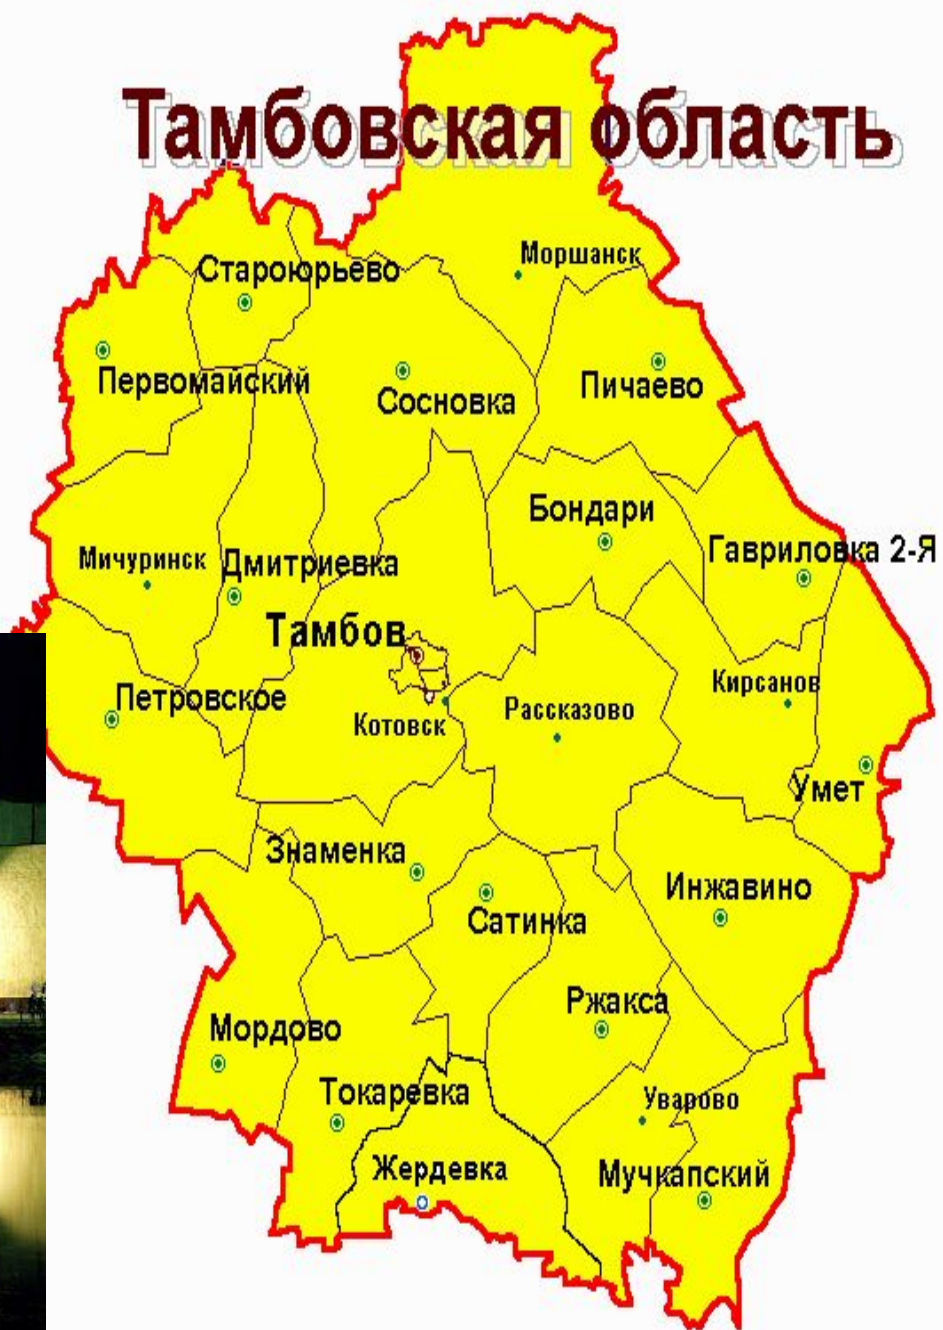 Тамбовская область
Моршанск
Староюрьево
Первомайский
Сосновка
Пичаево
Бондари
Гавриловка 2-Я
Мичуринск
Дмитриевка
Тамбов
Петровское
Котовск
Рассказово
Кирсанов
Умет
Знаменка
Сатинка
Инжавино
Ржакса
Мордово
Токаревка
Уварово
Жердевка
Мучкапский